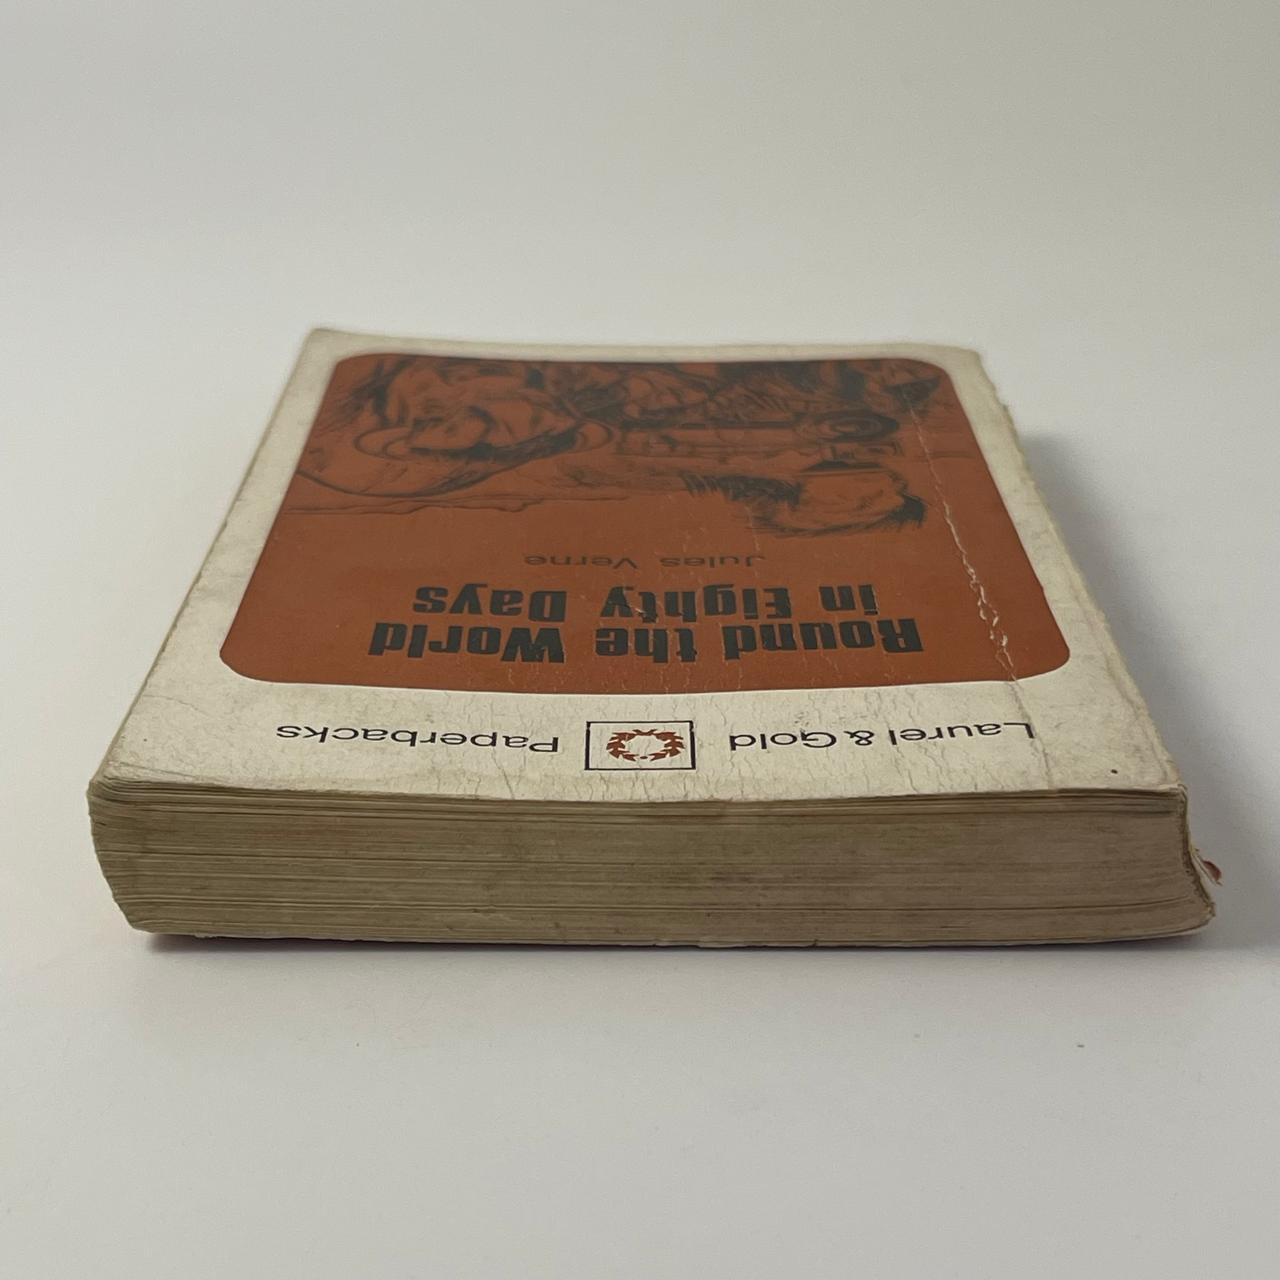 Laurel & Gold Paperbacks
Round the World
in Eighty Days
Jules Verne